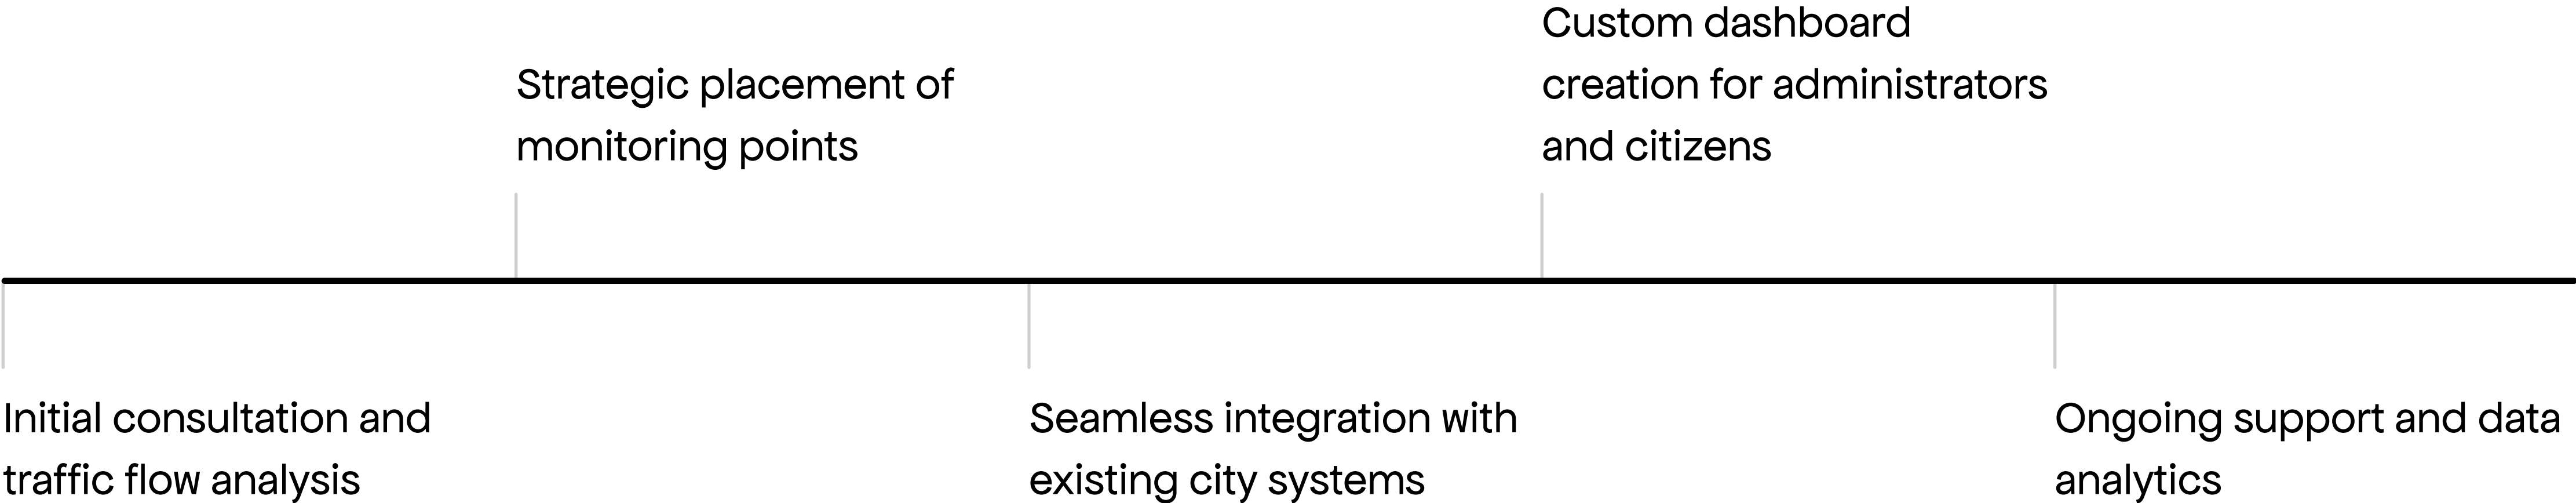 Initial consultation and
traffic flow analysis
Strategic placement of
monitoring points
Seamless integration with
existing city systems
Custom dashboard
creation for administrators
and citizens
Ongoing support and data
analytics